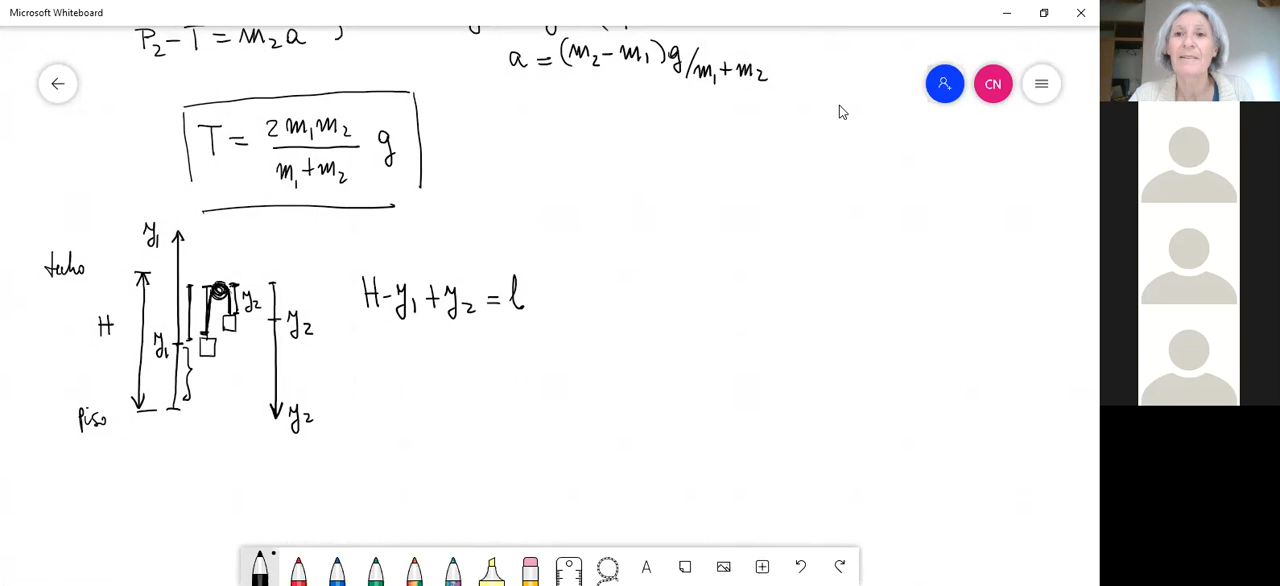 Microsoft Whiteboard
P₂-T = m₂a ;
a = (m₂-m₁)g/m₁+m₂
CN
T = 2m₁m₂/m₁+m₂ g
y₁
techo
H
y₁
y₂
y₂
H-y₁+y₂ = l
piso
y₂
A